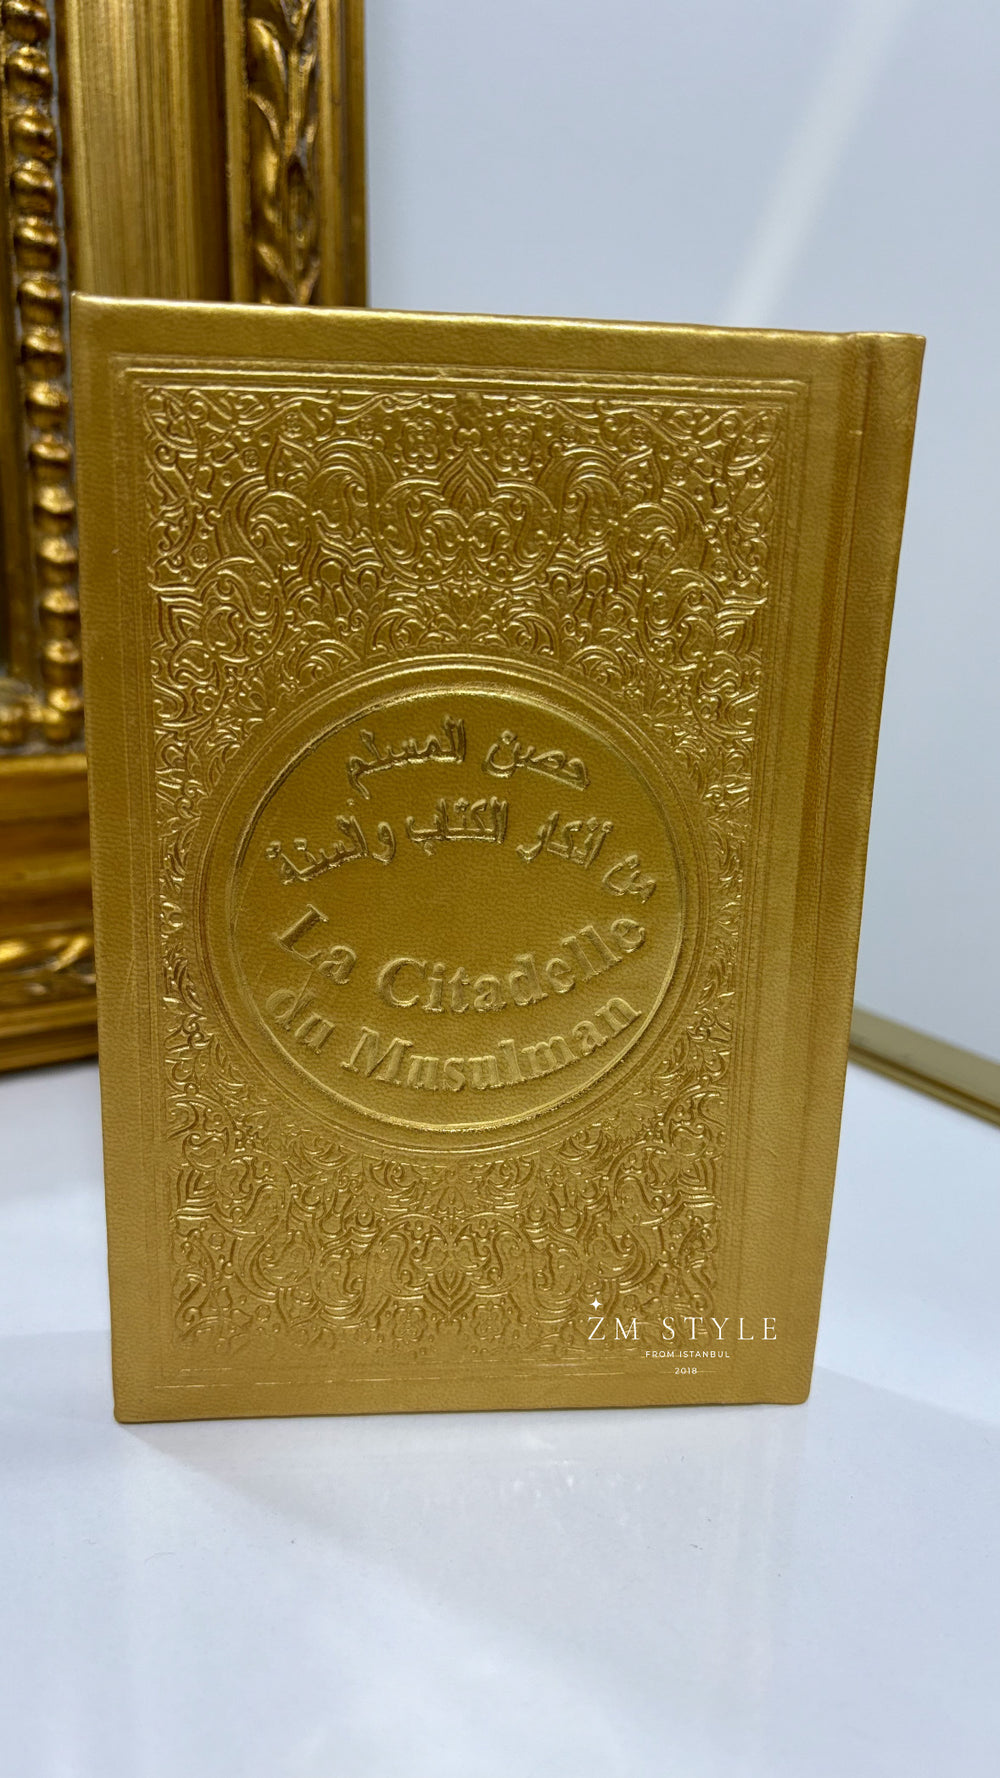 حصن المسلم
من أذكار الكتاب والسنة
La Citadelle
du Musulman
ZM STYLE
FROM ISTANBUL
2018